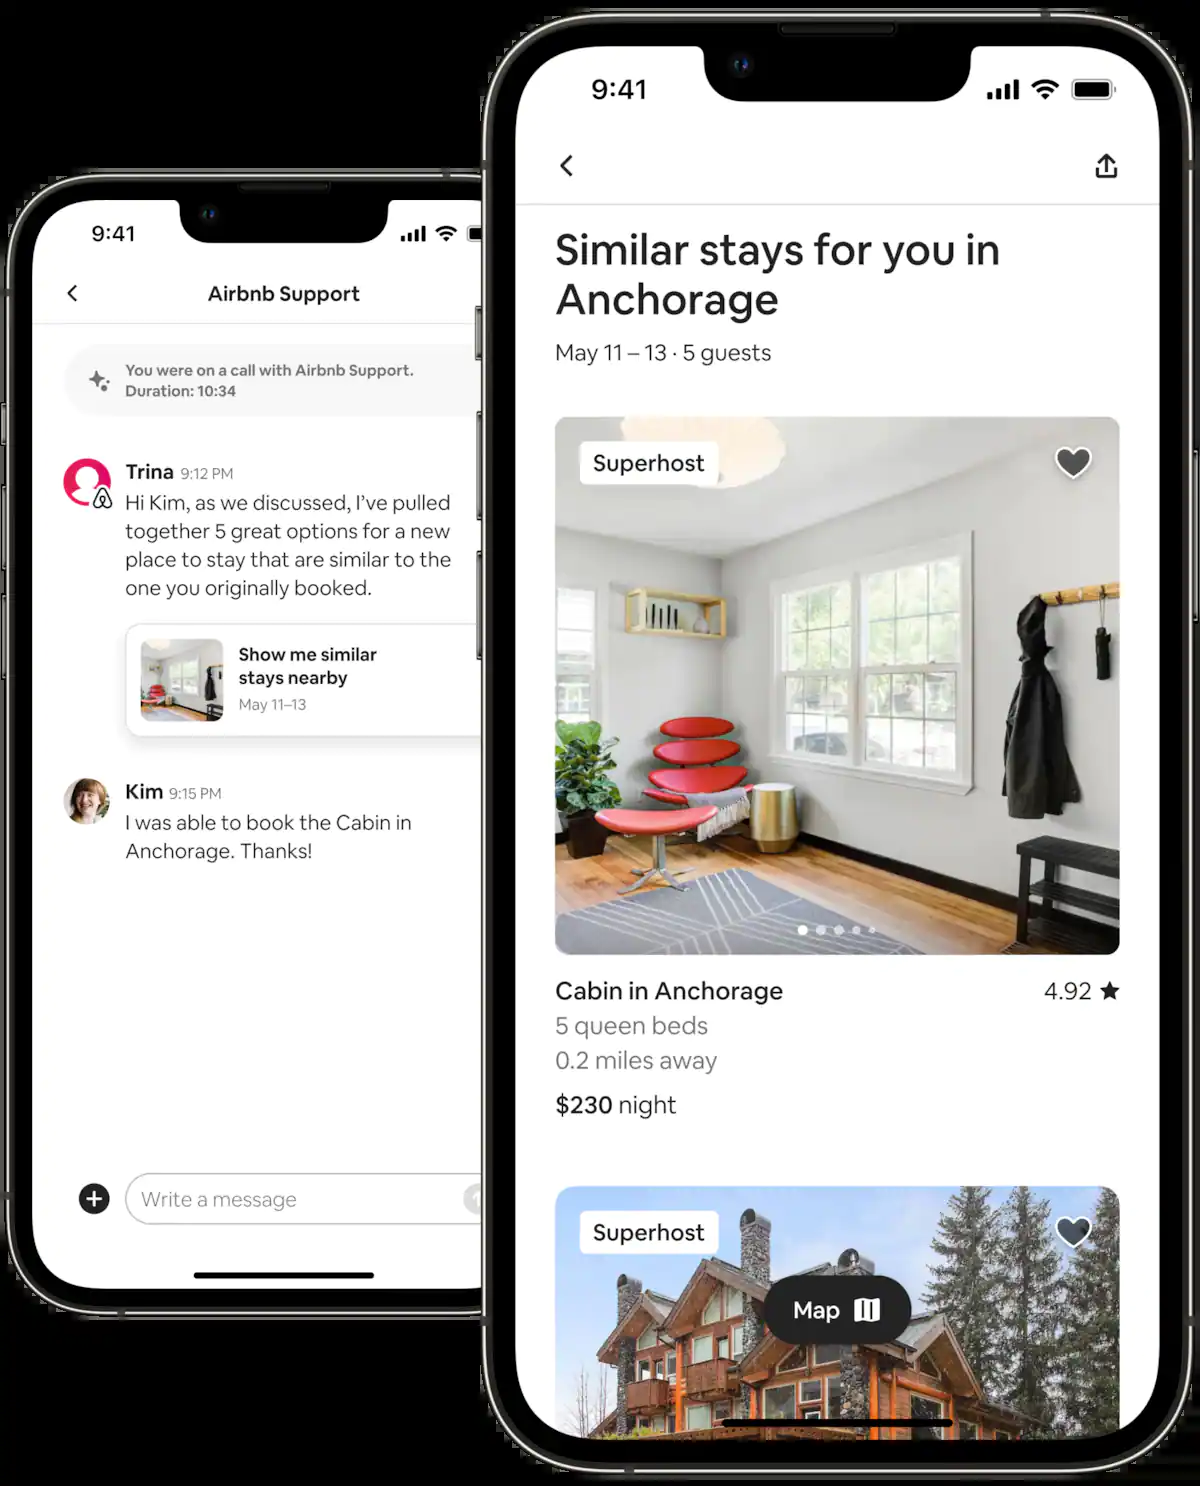 9:41
Airbnb Support
You were on a call with Airbnb Support.
Duration: 10:34
Trina 9:12 PM
Hi Kim, as we discussed, I’ve pulled
together 5 great options for a new
place to stay that are similar to the
one you originally booked.
Show me similar
stays nearby
May 11–13
Kim 9:15 PM
I was able to book the Cabin in
Anchorage. Thanks!
Write a message
9:41
Similar stays for you in
Anchorage
May 11 – 13 · 5 guests
Superhost
Cabin in Anchorage 4.92 ★
5 queen beds
0.2 miles away
$230 night
Superhost
Map